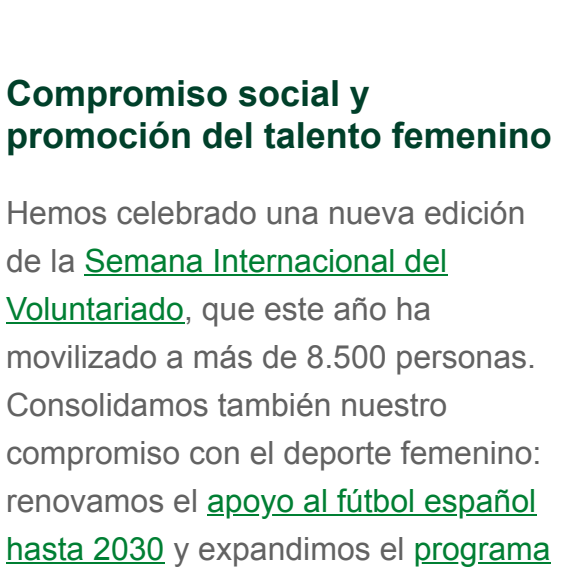 Compromiso social y
promoción del talento femenino
Hemos celebrado una nueva edición
de la Semana Internacional del
Voluntariado, que este año ha
movilizado a más de 8.500 personas.
Consolidamos también nuestro
compromiso con el deporte femenino:
renovamos el apoyo al fútbol español
hasta 2030 y expandimos el programa